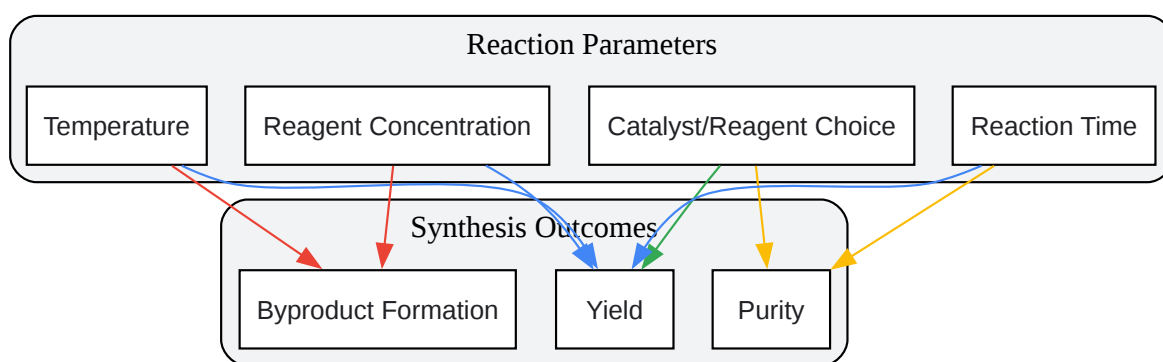 Reaction Parameters
Temperature
Reagent Concentration
Catalyst/Reagent Choice
Reaction Time
Synthesis Outcomes
Byproduct Formation
Yield
Purity